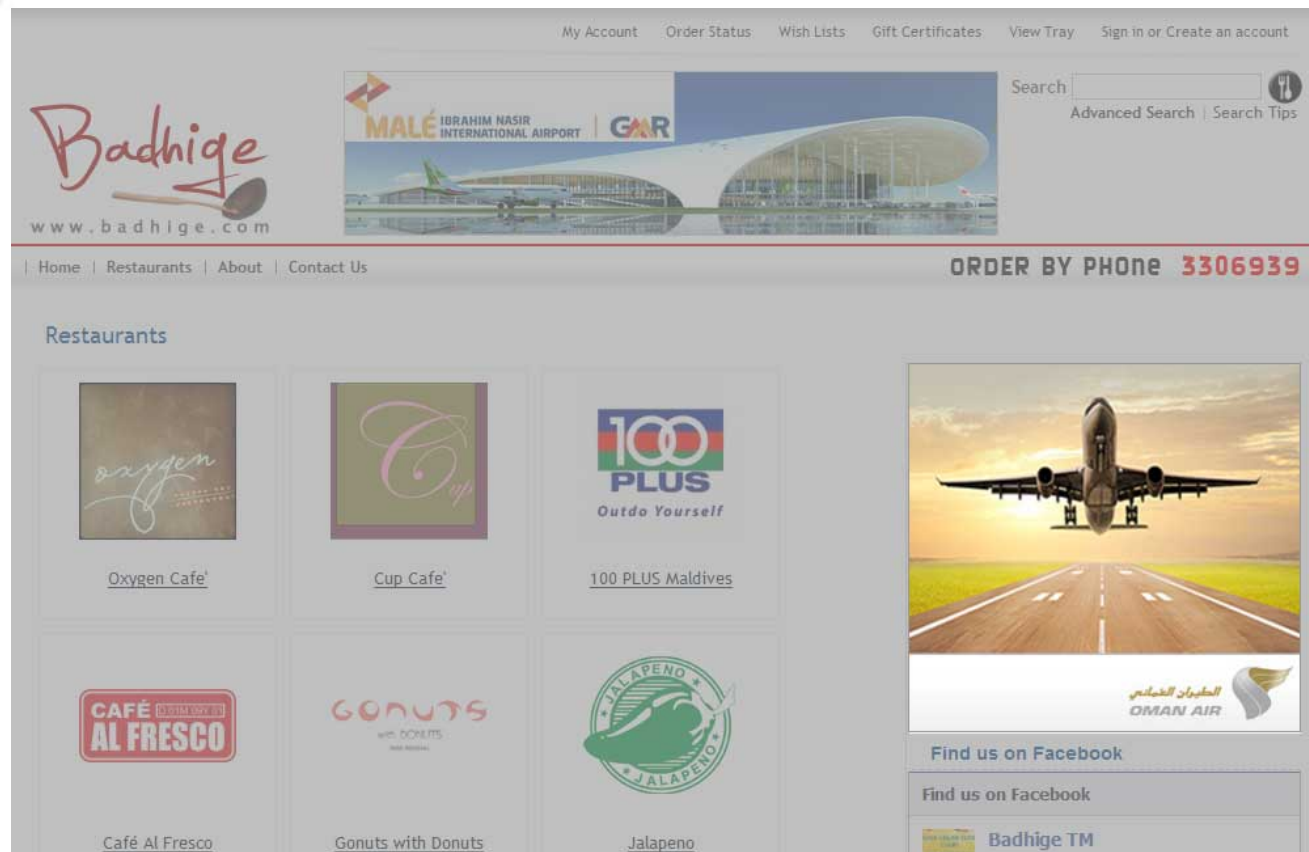 My Account Order Status Wish Lists Gift Certificates View Tray Sign in or Create an account
Badhige
www.badhige.com
MALÉ IBRAHIM NASIR
INTERNATIONAL AIRPORT | GMR
Search
Advanced Search | Search Tips
| Home | Restaurants | About | Contact Us
ORDER BY PHONE 3306939
Restaurants
oxygen
Cup
100
PLUS
Outdo Yourself
Oxygen Cafe'
Cup Cafe'
100 PLUS Maldives
الطيران العماني
OMAN AIR
CAFÉ
AL FRESCO
GONUTS
with DONUTS
JALAPENO
JALAPENO
Café Al Fresco
Gonuts with Donuts
Jalapeno
Find us on Facebook
Find us on Facebook
Badhige TM